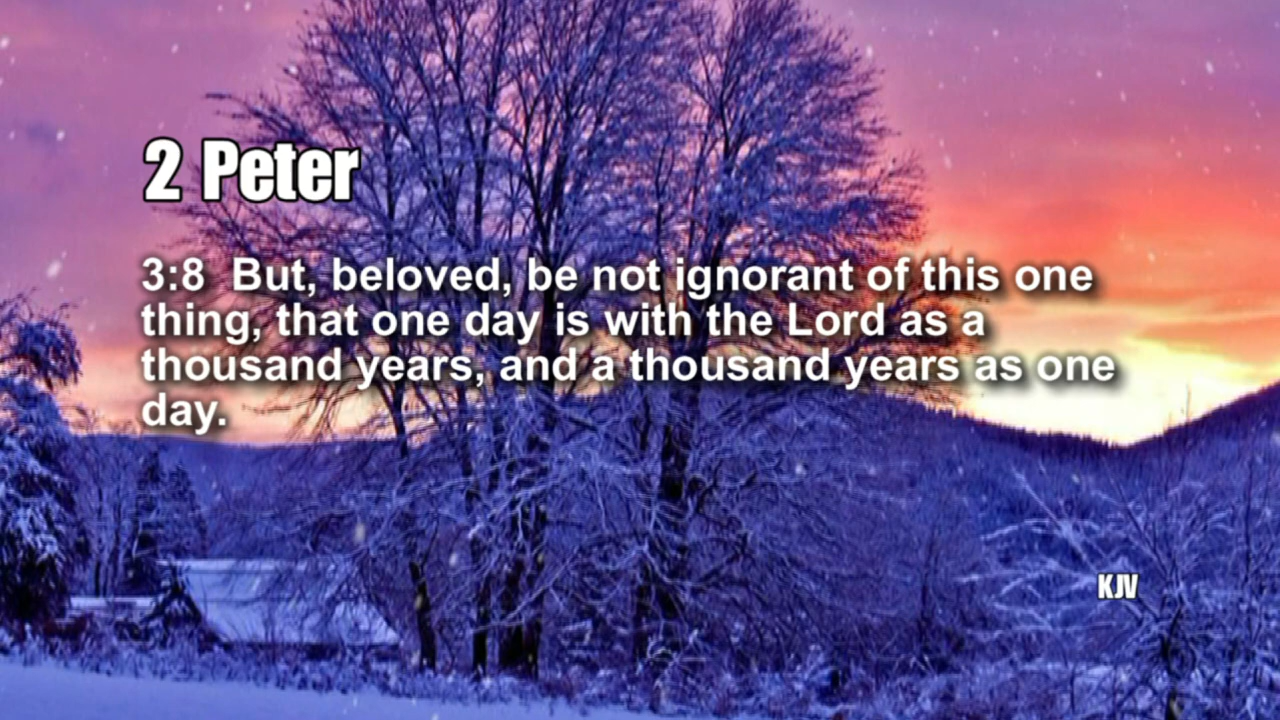 2 Peter
3:8 But, beloved, be not ignorant of this one
thing, that one day is with the Lord as a
thousand years, and a thousand years as one
day.
KJV